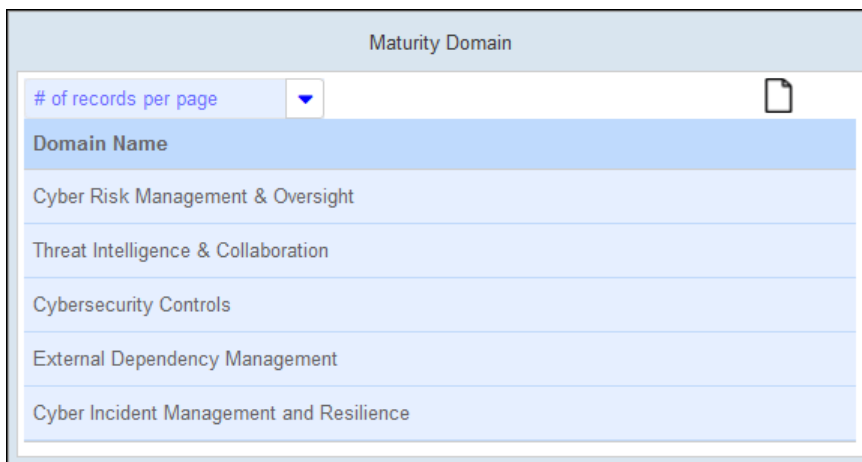 Maturity Domain
# of records per page
Domain Name
Cyber Risk Management & Oversight
Threat Intelligence & Collaboration
Cybersecurity Controls
External Dependency Management
Cyber Incident Management and Resilience